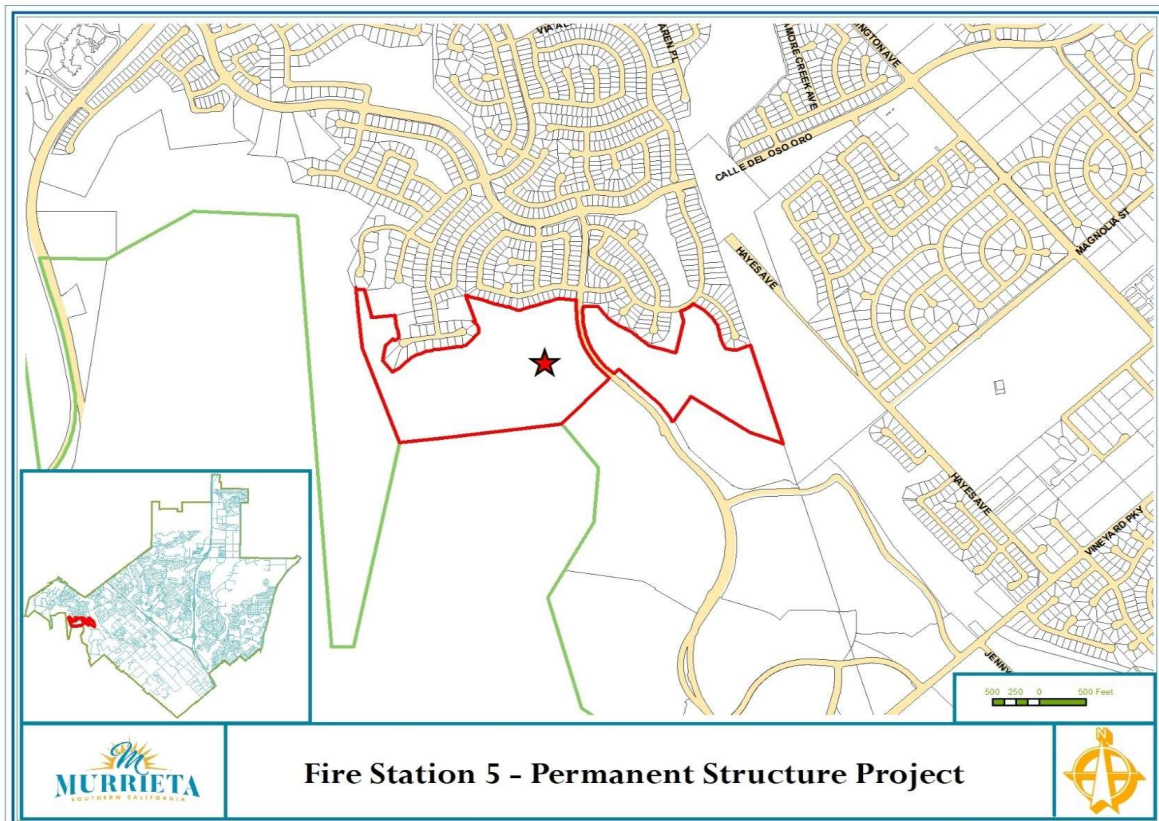 VIA AL
AREN PL
MORE CREEK AVE
INGTON AVE
CALLE DEL OSO ORO
MAGNOLIA ST
HAYES AVE
HAYES AVE
VINEYARD PKY
JENNY
500 250 0 500 Feet
MURRIETA
SOUTHERN CALIFORNIA
Fire Station 5 - Permanent Structure Project
N